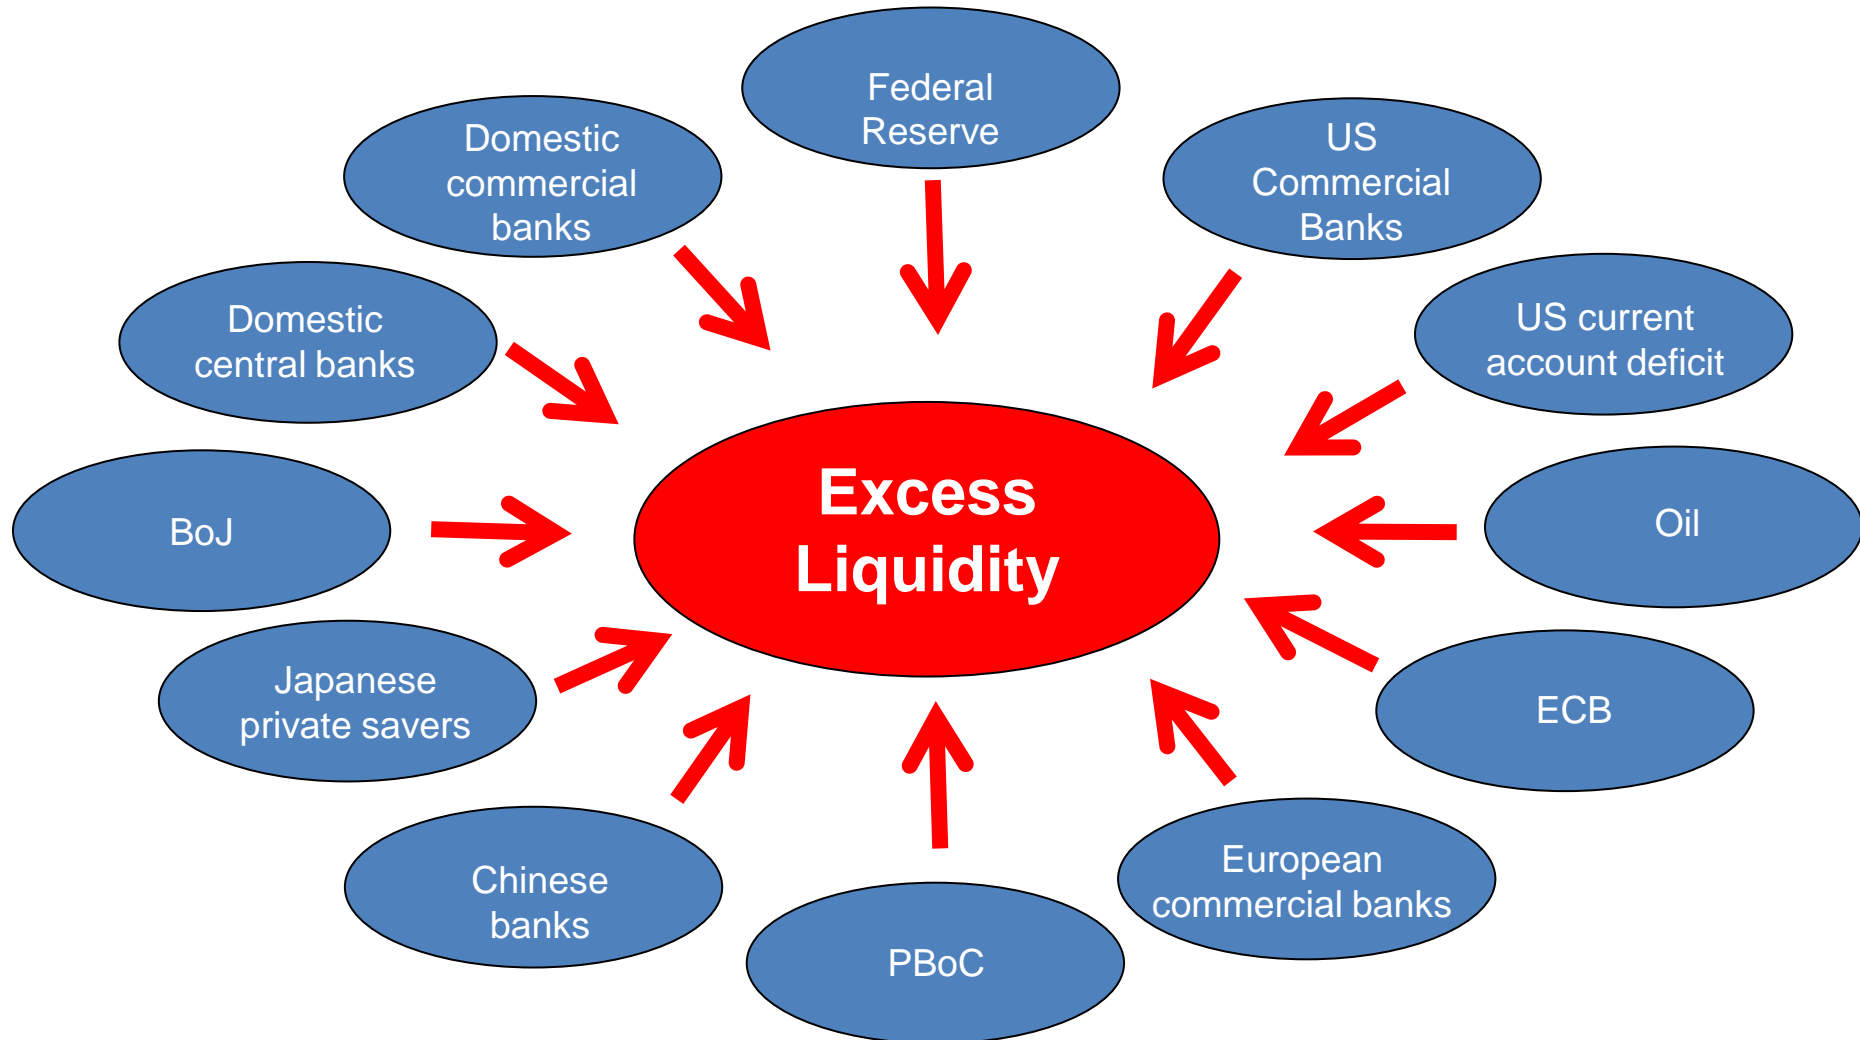 Federal
Reserve
US
Commercial
Banks
US current
account deficit
Oil
ECB
European
commercial banks
PBoC
Chinese
banks
Japanese
private savers
BoJ
Domestic
central banks
Domestic
commercial
banks
Excess
Liquidity